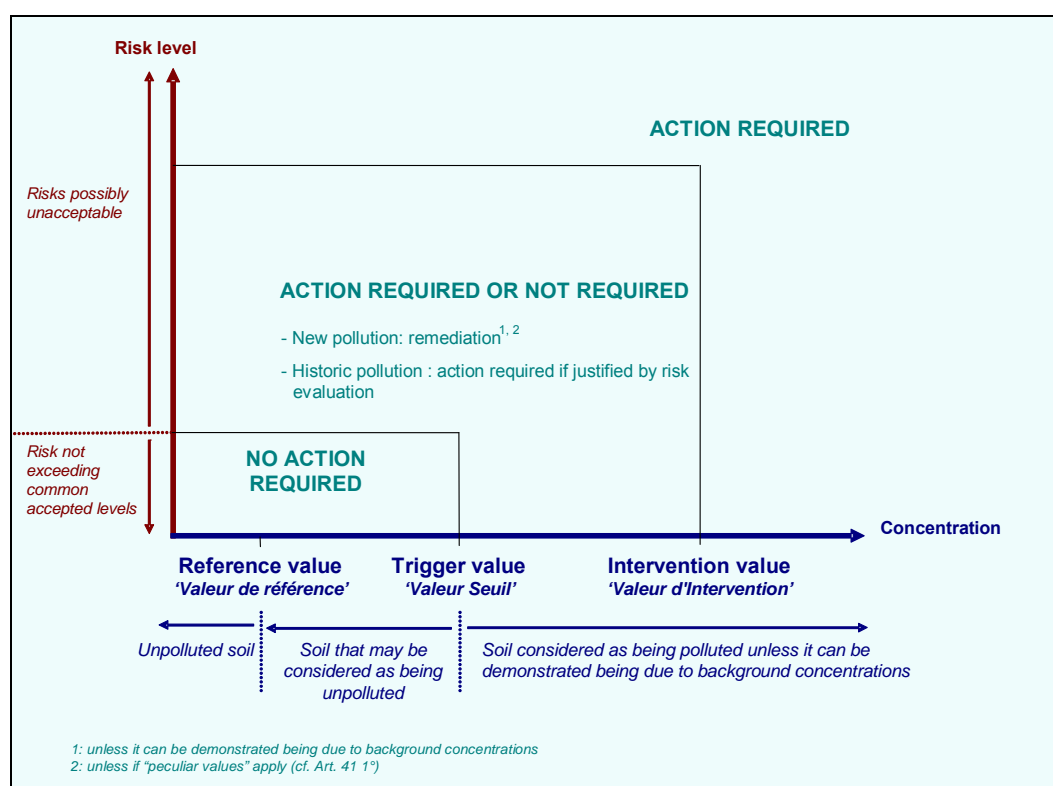 Risk level
ACTION REQUIRED
Risks possibly
unacceptable
ACTION REQUIRED OR NOT REQUIRED
- New pollution: remediation1, 2
- Historic pollution : action required if justified by risk
evaluation
Risk not
exceeding
common
accepted levels
NO ACTION
REQUIRED
Concentration
Reference value
‘Valeur de référence’
Trigger value
‘Valeur Seuil’
Intervention value
‘Valeur d'Intervention’
Unpolluted soil
Soil that may be
considered as being
unpolluted
Soil considered as being polluted unless it can be
demonstrated being due to background concentrations
1: unless it can be demonstrated being due to background concentrations
2: unless if “peculiar values” apply (cf. Art. 41 1°)